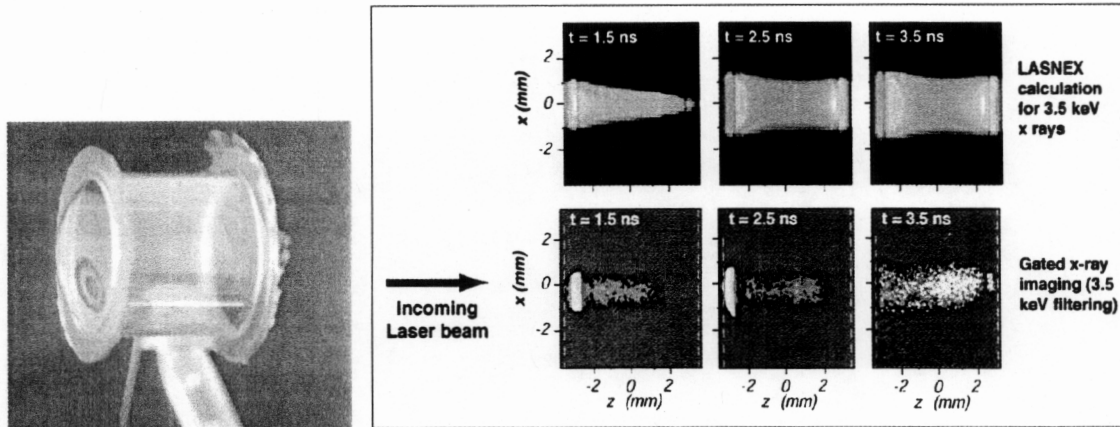 t = 1.5 ns
t = 2.5 ns
t = 3.5 ns
2
0
-2
x (mm)
LASNEX
calculation
for 3.5 keV
x rays
t = 1.5 ns
t = 2.5 ns
t = 3.5 ns
2
0
-2
x (mm)
Incoming
Laser beam
Gated x-ray
imaging (3.5
keV filtering)
-2 0 2
-2 0 2
-2 0 2
z (mm)
z (mm)